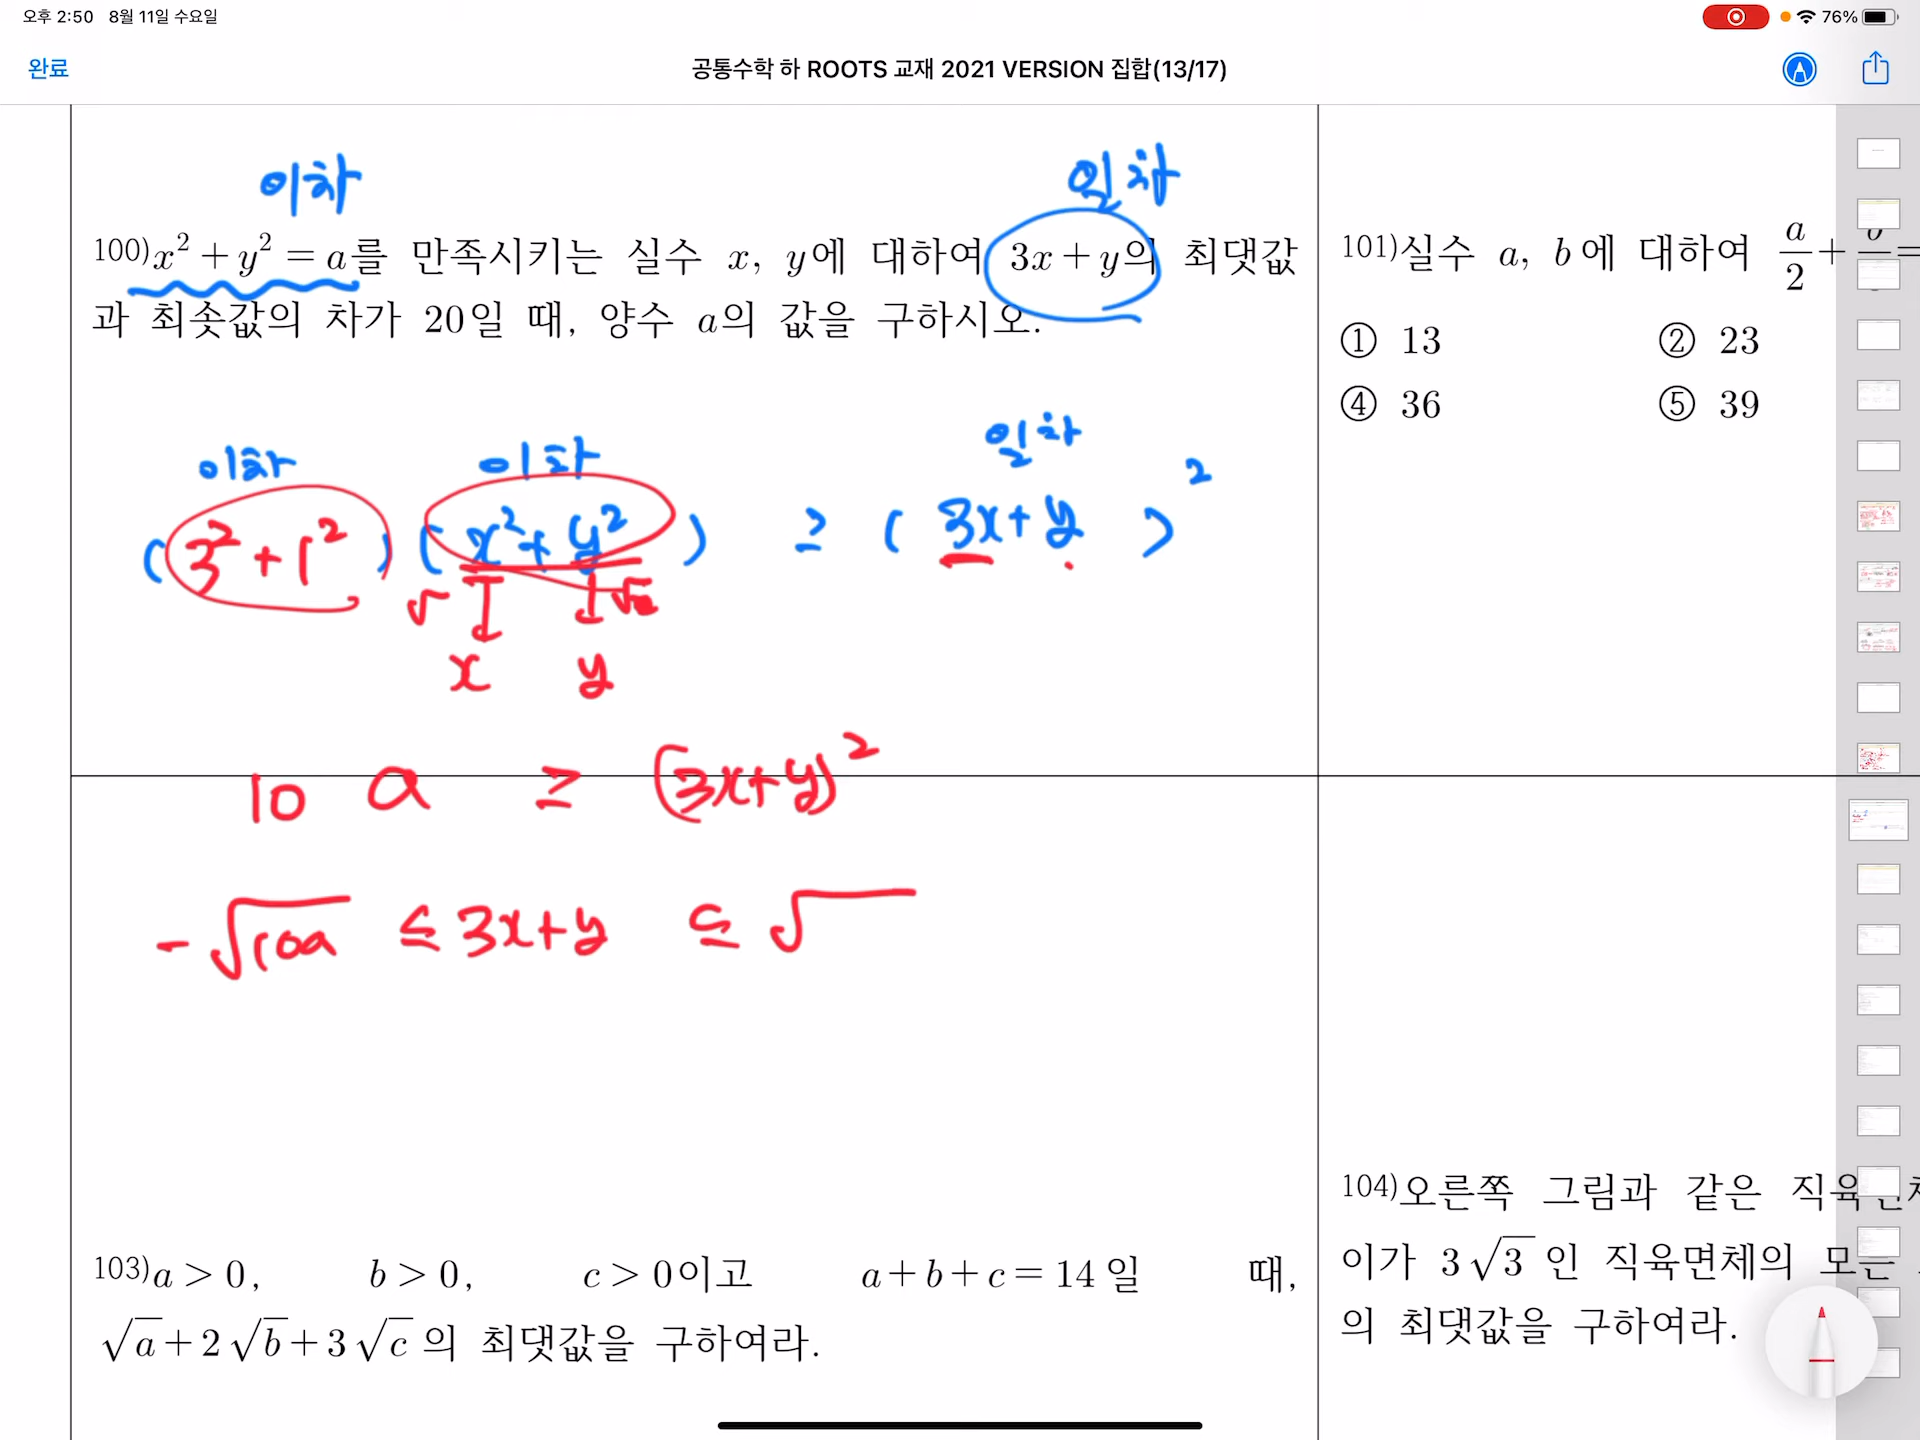 오후 2:50 8월 11일 수요일
76%
완료
공통수학 하 ROOTS 교재 2021 VERSION 집합(13/17)
이차
일차
100)x² + y² = a를 만족시키는 실수 x, y에 대하여 3x + y의 최댓값
과 최솟값의 차가 20일 때, 양수 a의 값을 구하시오.
이차 이차 일차
(3² + 1²) (x² + y²) ≥ (3x + y)²
√ √
x y
10 a ≥ (3x+y)²
-√10a ≤ 3x+y ≤ √
103)a > 0, b > 0, c > 0이고 a + b + c = 14 일 때,
√a + 2√b + 3√c 의 최댓값을 구하여라.
101)실수 a, b에 대하여 a/2 + =
① 13 ② 23
④ 36 ⑤ 39
104)오른쪽 그림과 같은
이가 3√3 인 직육면체의 모든
의 최댓값을 구하여라.